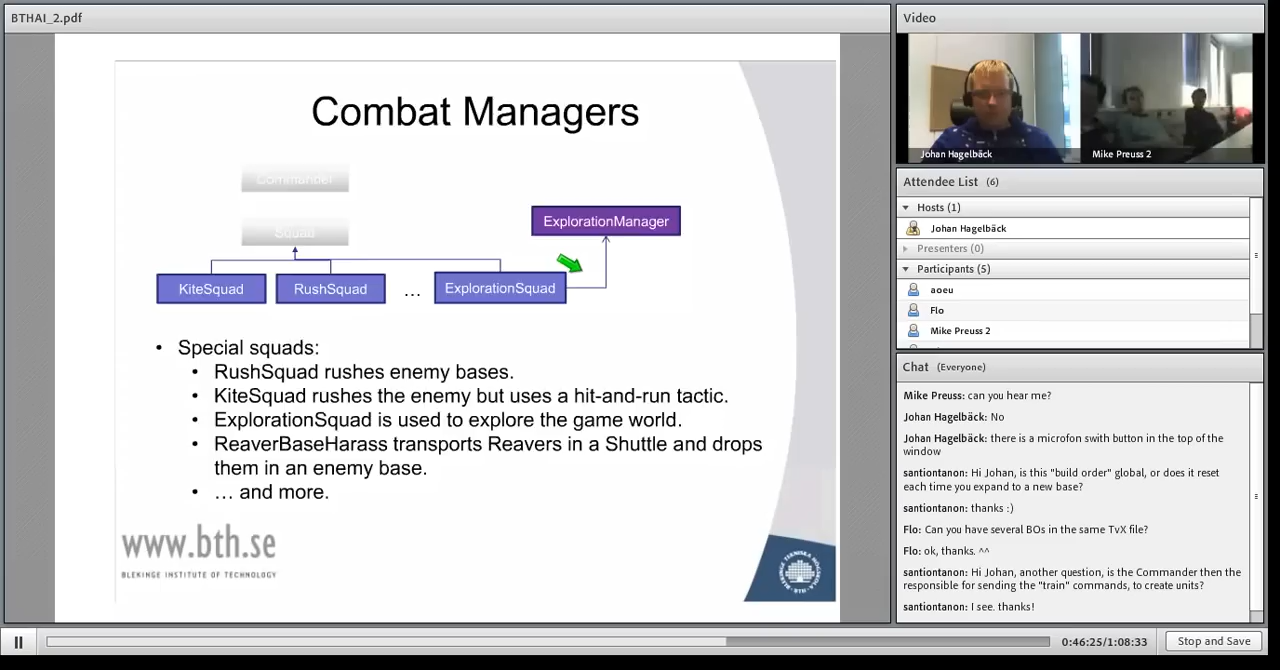 BTHAI_2.pdf
Combat Managers
Commander
Squad
ExplorationManager
KiteSquad
RushSquad
...
ExplorationSquad
• Special squads:
• RushSquad rushes enemy bases.
• KiteSquad rushes the enemy but uses a hit-and-run tactic.
• ExplorationSquad is used to explore the game world.
• ReaverBaseHarass transports Reavers in a Shuttle and drops
them in an enemy base.
• … and more.
www.bth.se
BLEKINGE INSTITUTE OF TECHNOLOGY
Video
Johan Hagelbäck
Mike Preuss 2
Attendee List (6)
Hosts (1)
Johan Hagelbäck
Presenters (0)
Participants (5)
aoeu
Flo
Mike Preuss 2
Chat (Everyone)
Mike Preuss: can you hear me?
Johan Hagelbäck: No
Johan Hagelbäck: there is a microfon swith button in the top of the
window
santiontanon: Hi Johan, is this "build order" global, or does it reset
each time you expand to a new base?
santiontanon: thanks :)
Flo: Can you have several BOs in the same TvX file?
Flo: ok, thanks. ^^
santiontanon: Hi Johan, another question, is the Commander then the
responsible for sending the "train" commands, to create units?
santiontanon: I see. thanks!
0:46:25/1:08:33
Stop and Save